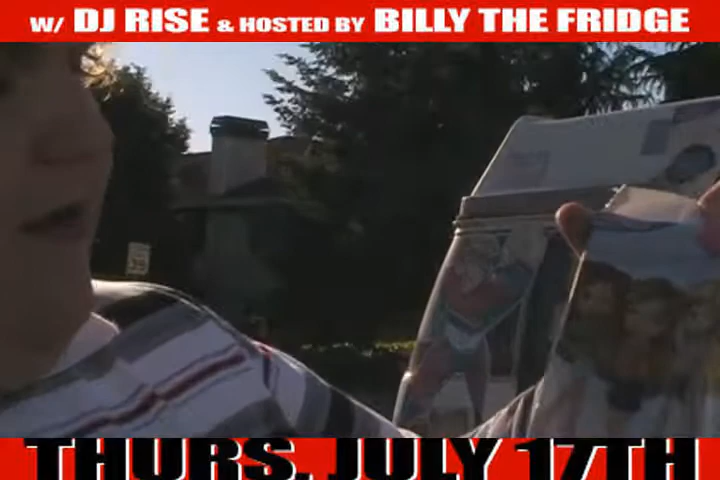 W/ DJ RISE & HOSTED BY BILLY THE FRIDGE
THURS. JULY 17TH